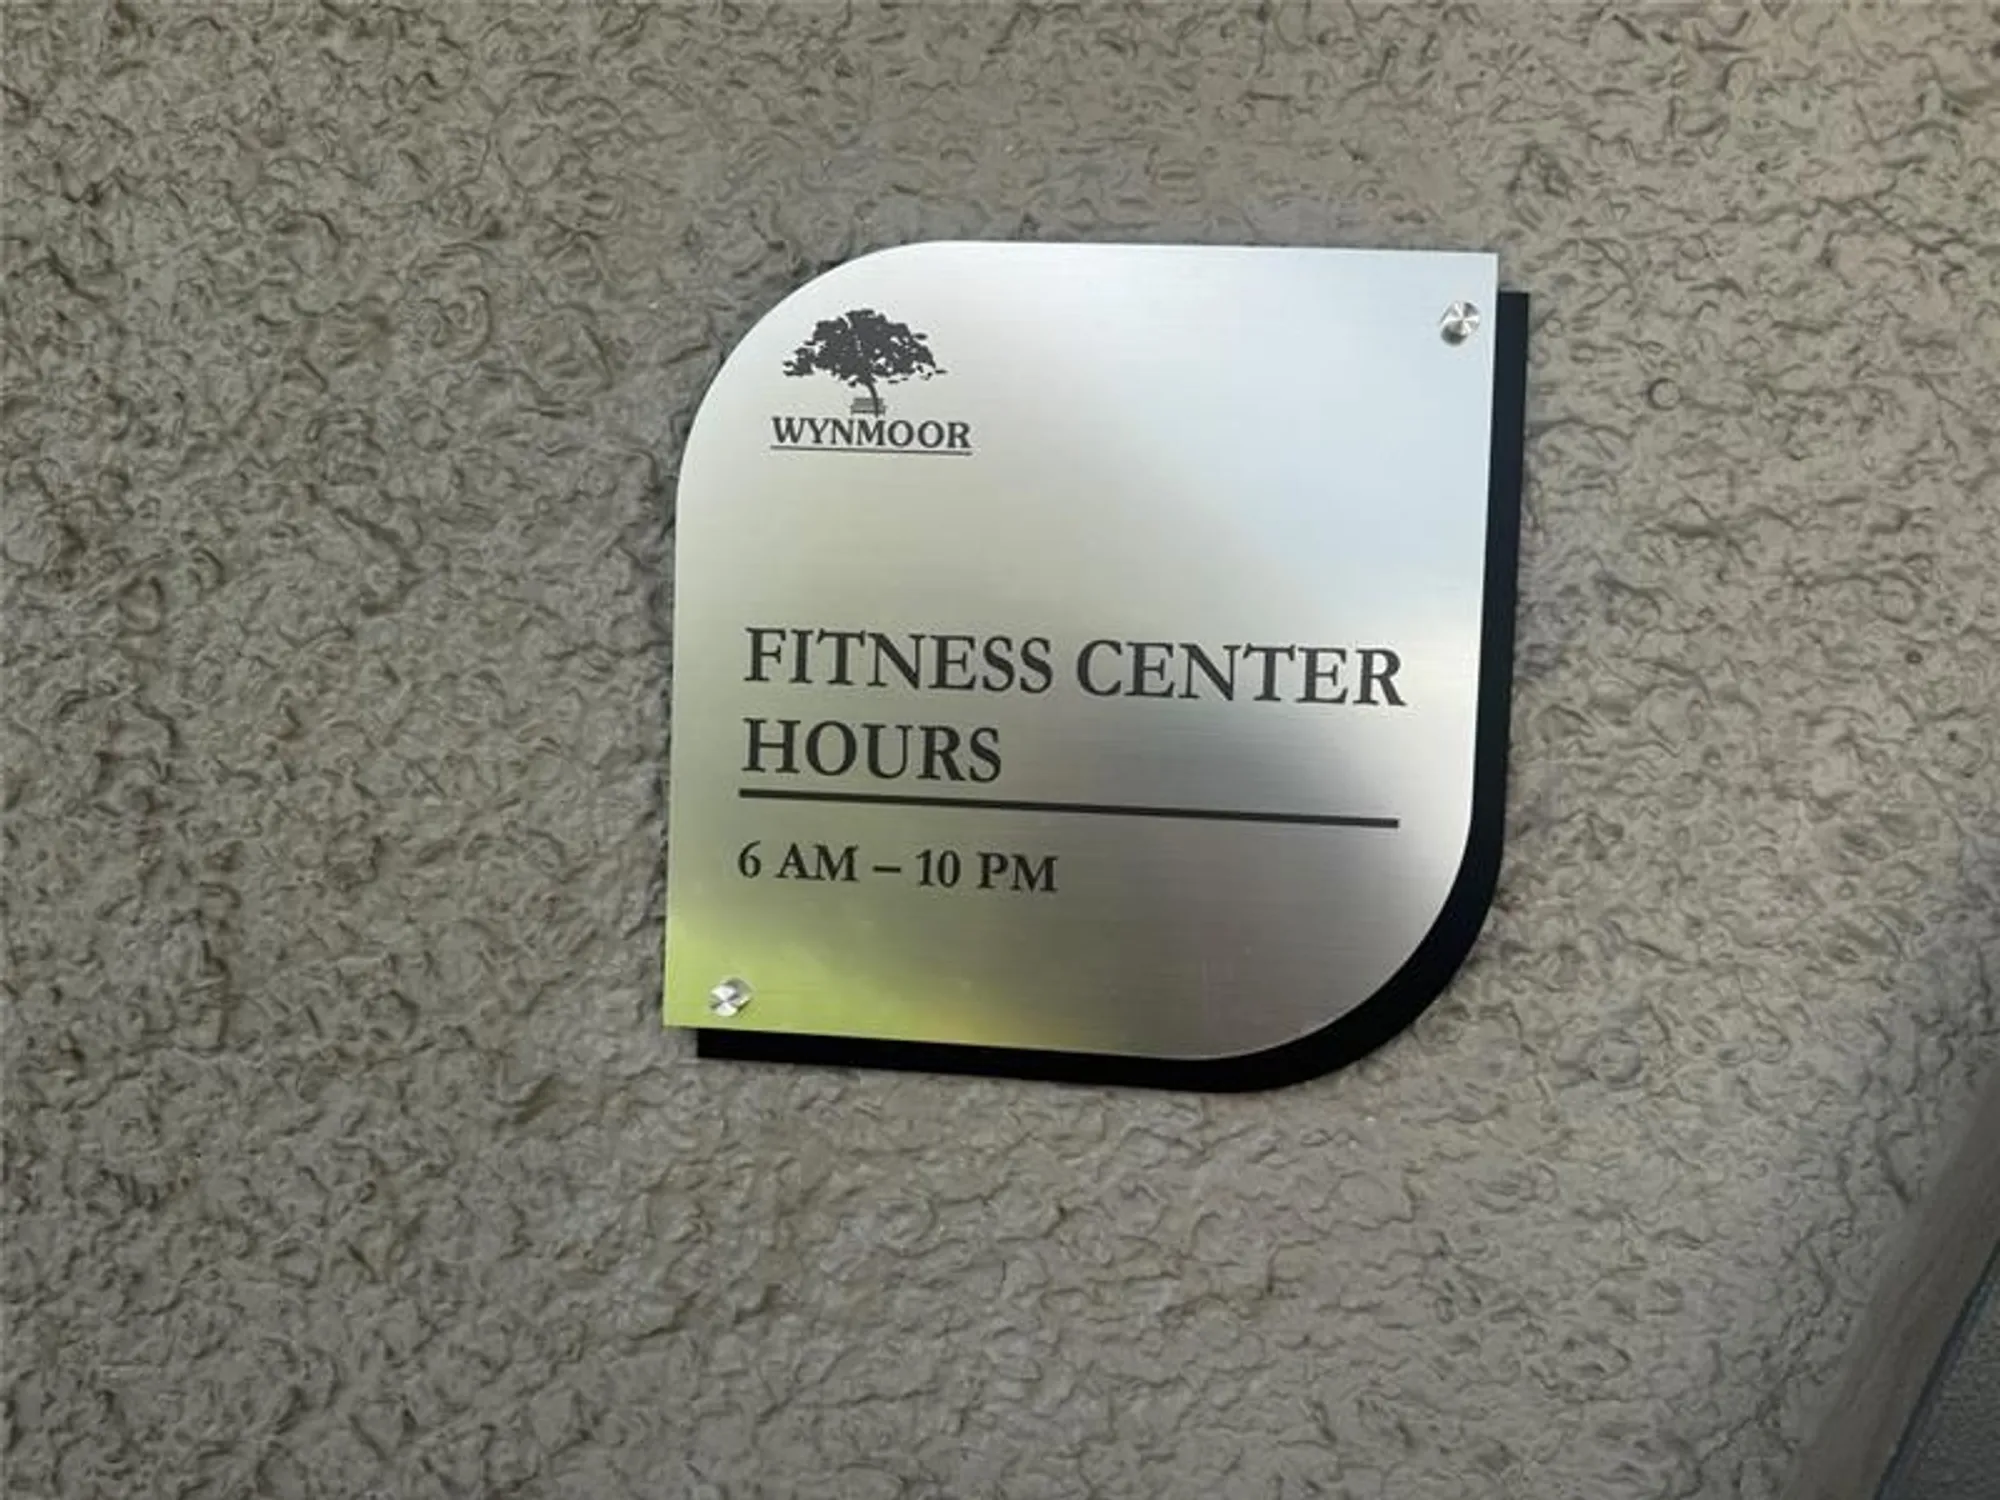 WYNMOOR
FITNESS CENTER
HOURS
6 AM – 10 PM